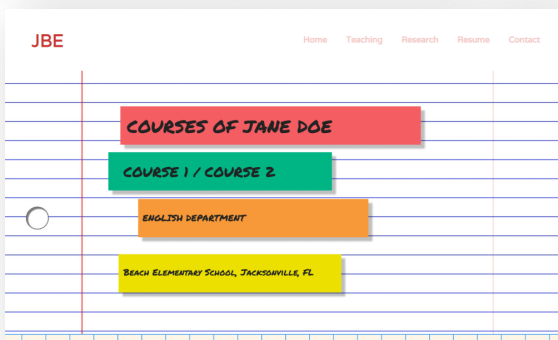 JBE
Home Teaching Research Resume Contact
COURSES OF JANE DOE
COURSE 1 / COURSE 2
ENGLISH DEPARTMENT
BEACH ELEMENTARY SCHOOL, JACKSONVILLE, FL